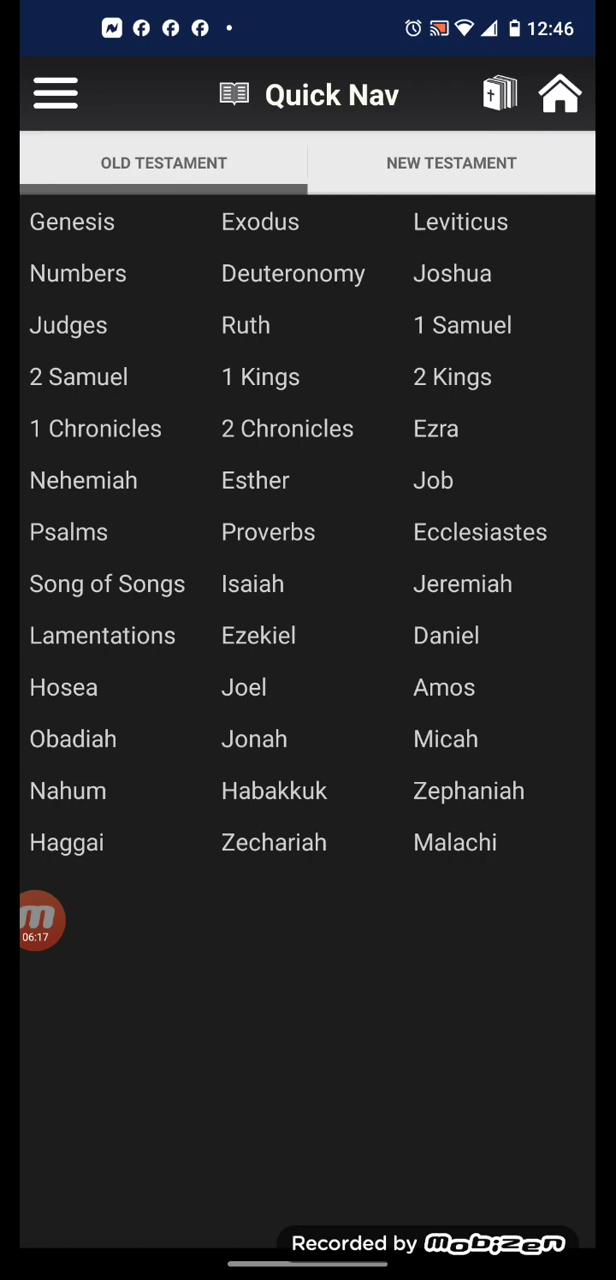 12:46
Quick Nav
OLD TESTAMENT NEW TESTAMENT
Genesis Exodus Leviticus
Numbers Deuteronomy Joshua
Judges Ruth 1 Samuel
2 Samuel 1 Kings 2 Kings
1 Chronicles 2 Chronicles Ezra
Nehemiah Esther Job
Psalms Proverbs Ecclesiastes
Song of Songs Isaiah Jeremiah
Lamentations Ezekiel Daniel
Hosea Joel Amos
Obadiah Jonah Micah
Nahum Habakkuk Zephaniah
Haggai Zechariah Malachi
06:17
Recorded by mobizen